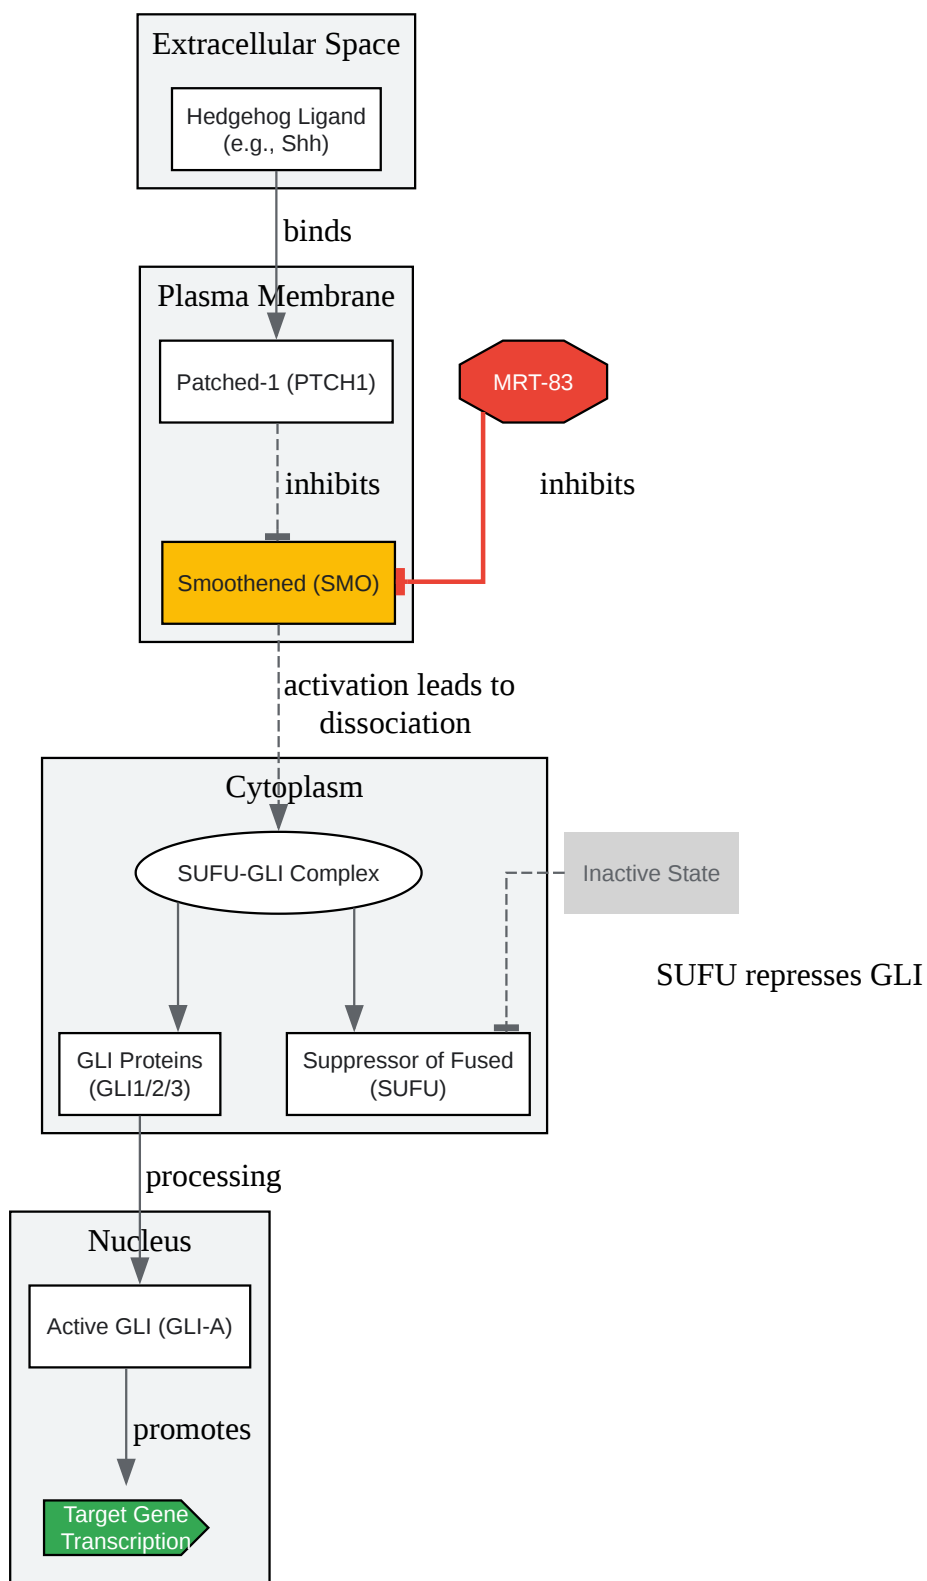 Extracellular Space
Hedgehog Ligand
(e.g., Shh)
binds
Plasma Membrane
Patched-1 (PTCH1)
MRT-83
inhibits
inhibits
Smoothened (SMO)
activation leads to
dissociation
Cytoplasm
SUFU-GLI Complex
Inactive State
SUFU represses GLI
GLI Proteins
(GLI1/2/3)
Suppressor of Fused
(SUFU)
processing
Nucleus
Active GLI (GLI-A)
promotes
Target Gene
Transcription